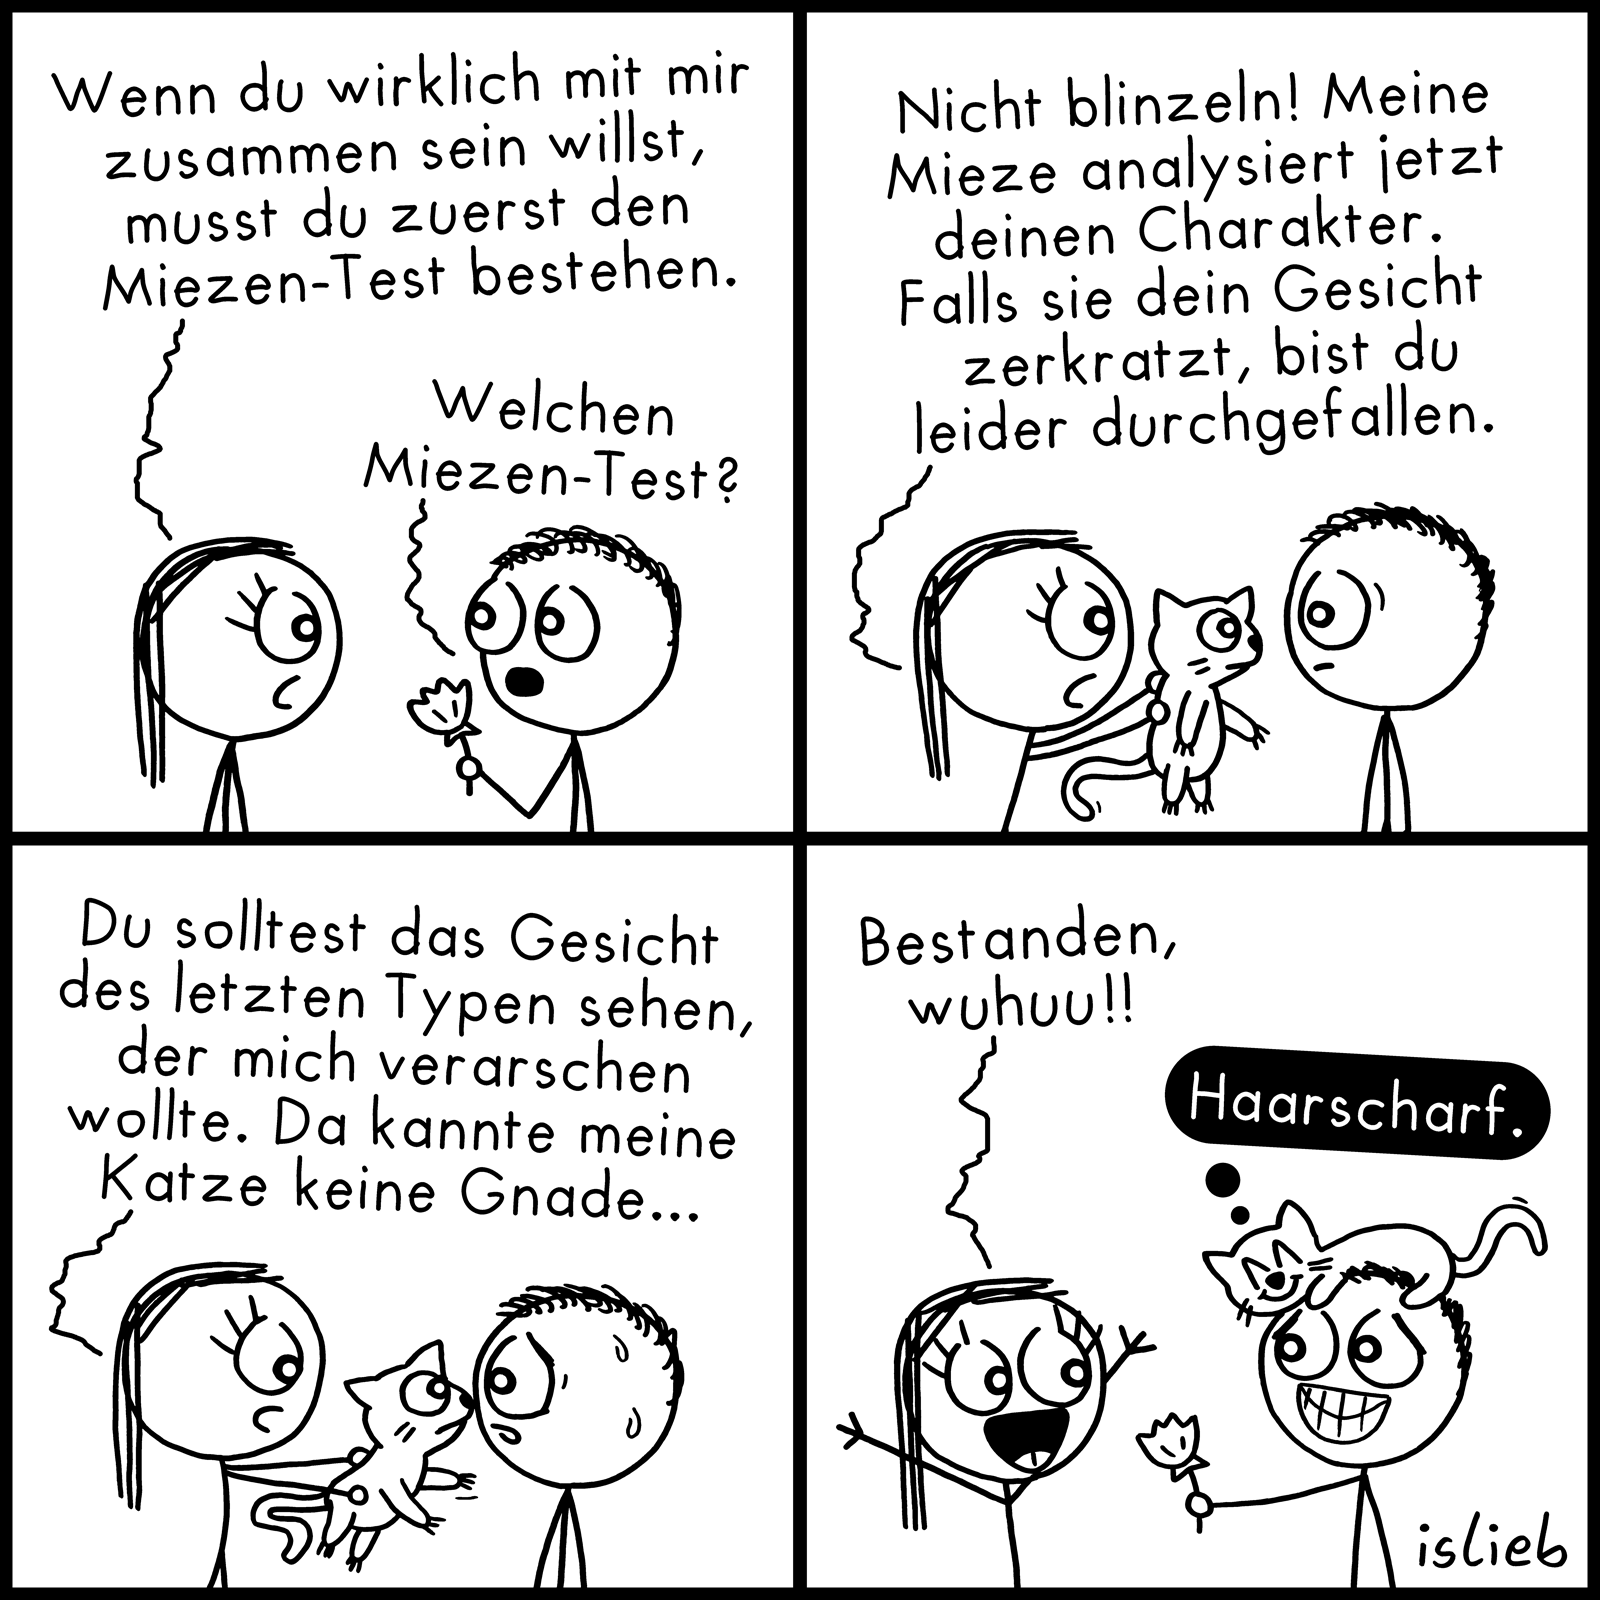 Wenn du wirklich mit mir
zusammen sein willst,
musst du zuerst den
Miezen-Test bestehen.
Welchen
Miezen-Test?
Nicht blinzeln! Meine
Mieze analysiert jetzt
deinen Charakter.
Falls sie dein Gesicht
zerkratzt, bist du
leider durchgefallen.
Du solltest das Gesicht
des letzten Typen sehen,
der mich verarschen
wollte. Da kannte meine
Katze keine Gnade...
Bestanden,
wuhuu!!
Haarscharf.
islieb